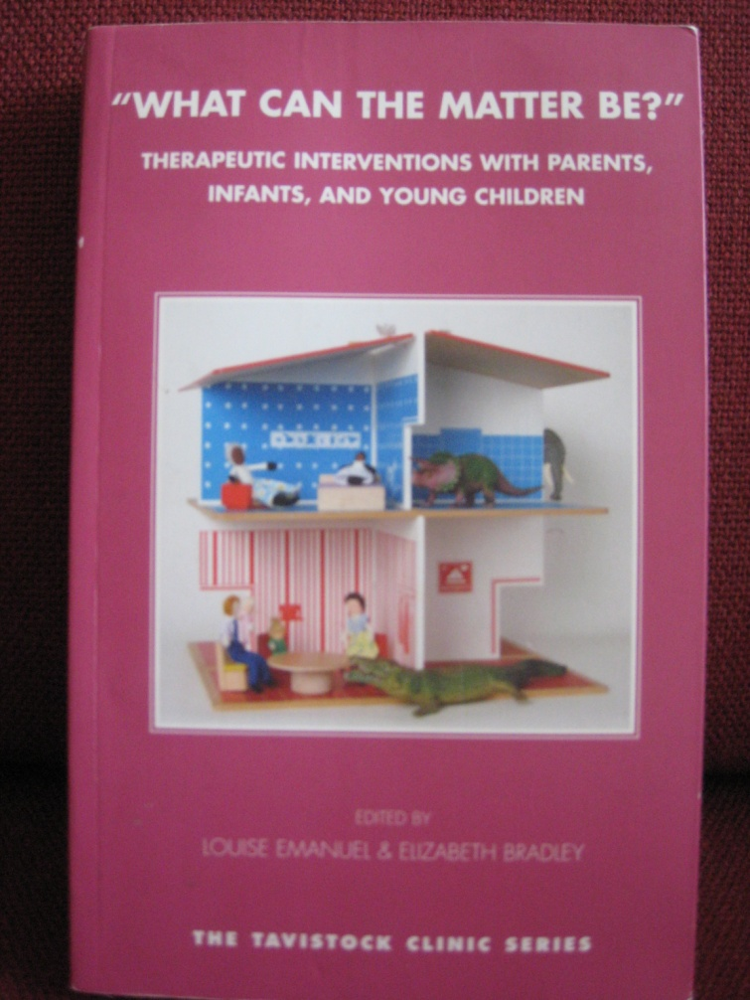 "WHAT CAN THE MATTER BE?"
THERAPEUTIC INTERVENTIONS WITH PARENTS,
INFANTS, AND YOUNG CHILDREN
EDITED BY
LOUISE EMANUEL & ELIZABETH BRADLEY
THE TAVISTOCK CLINIC SERIES